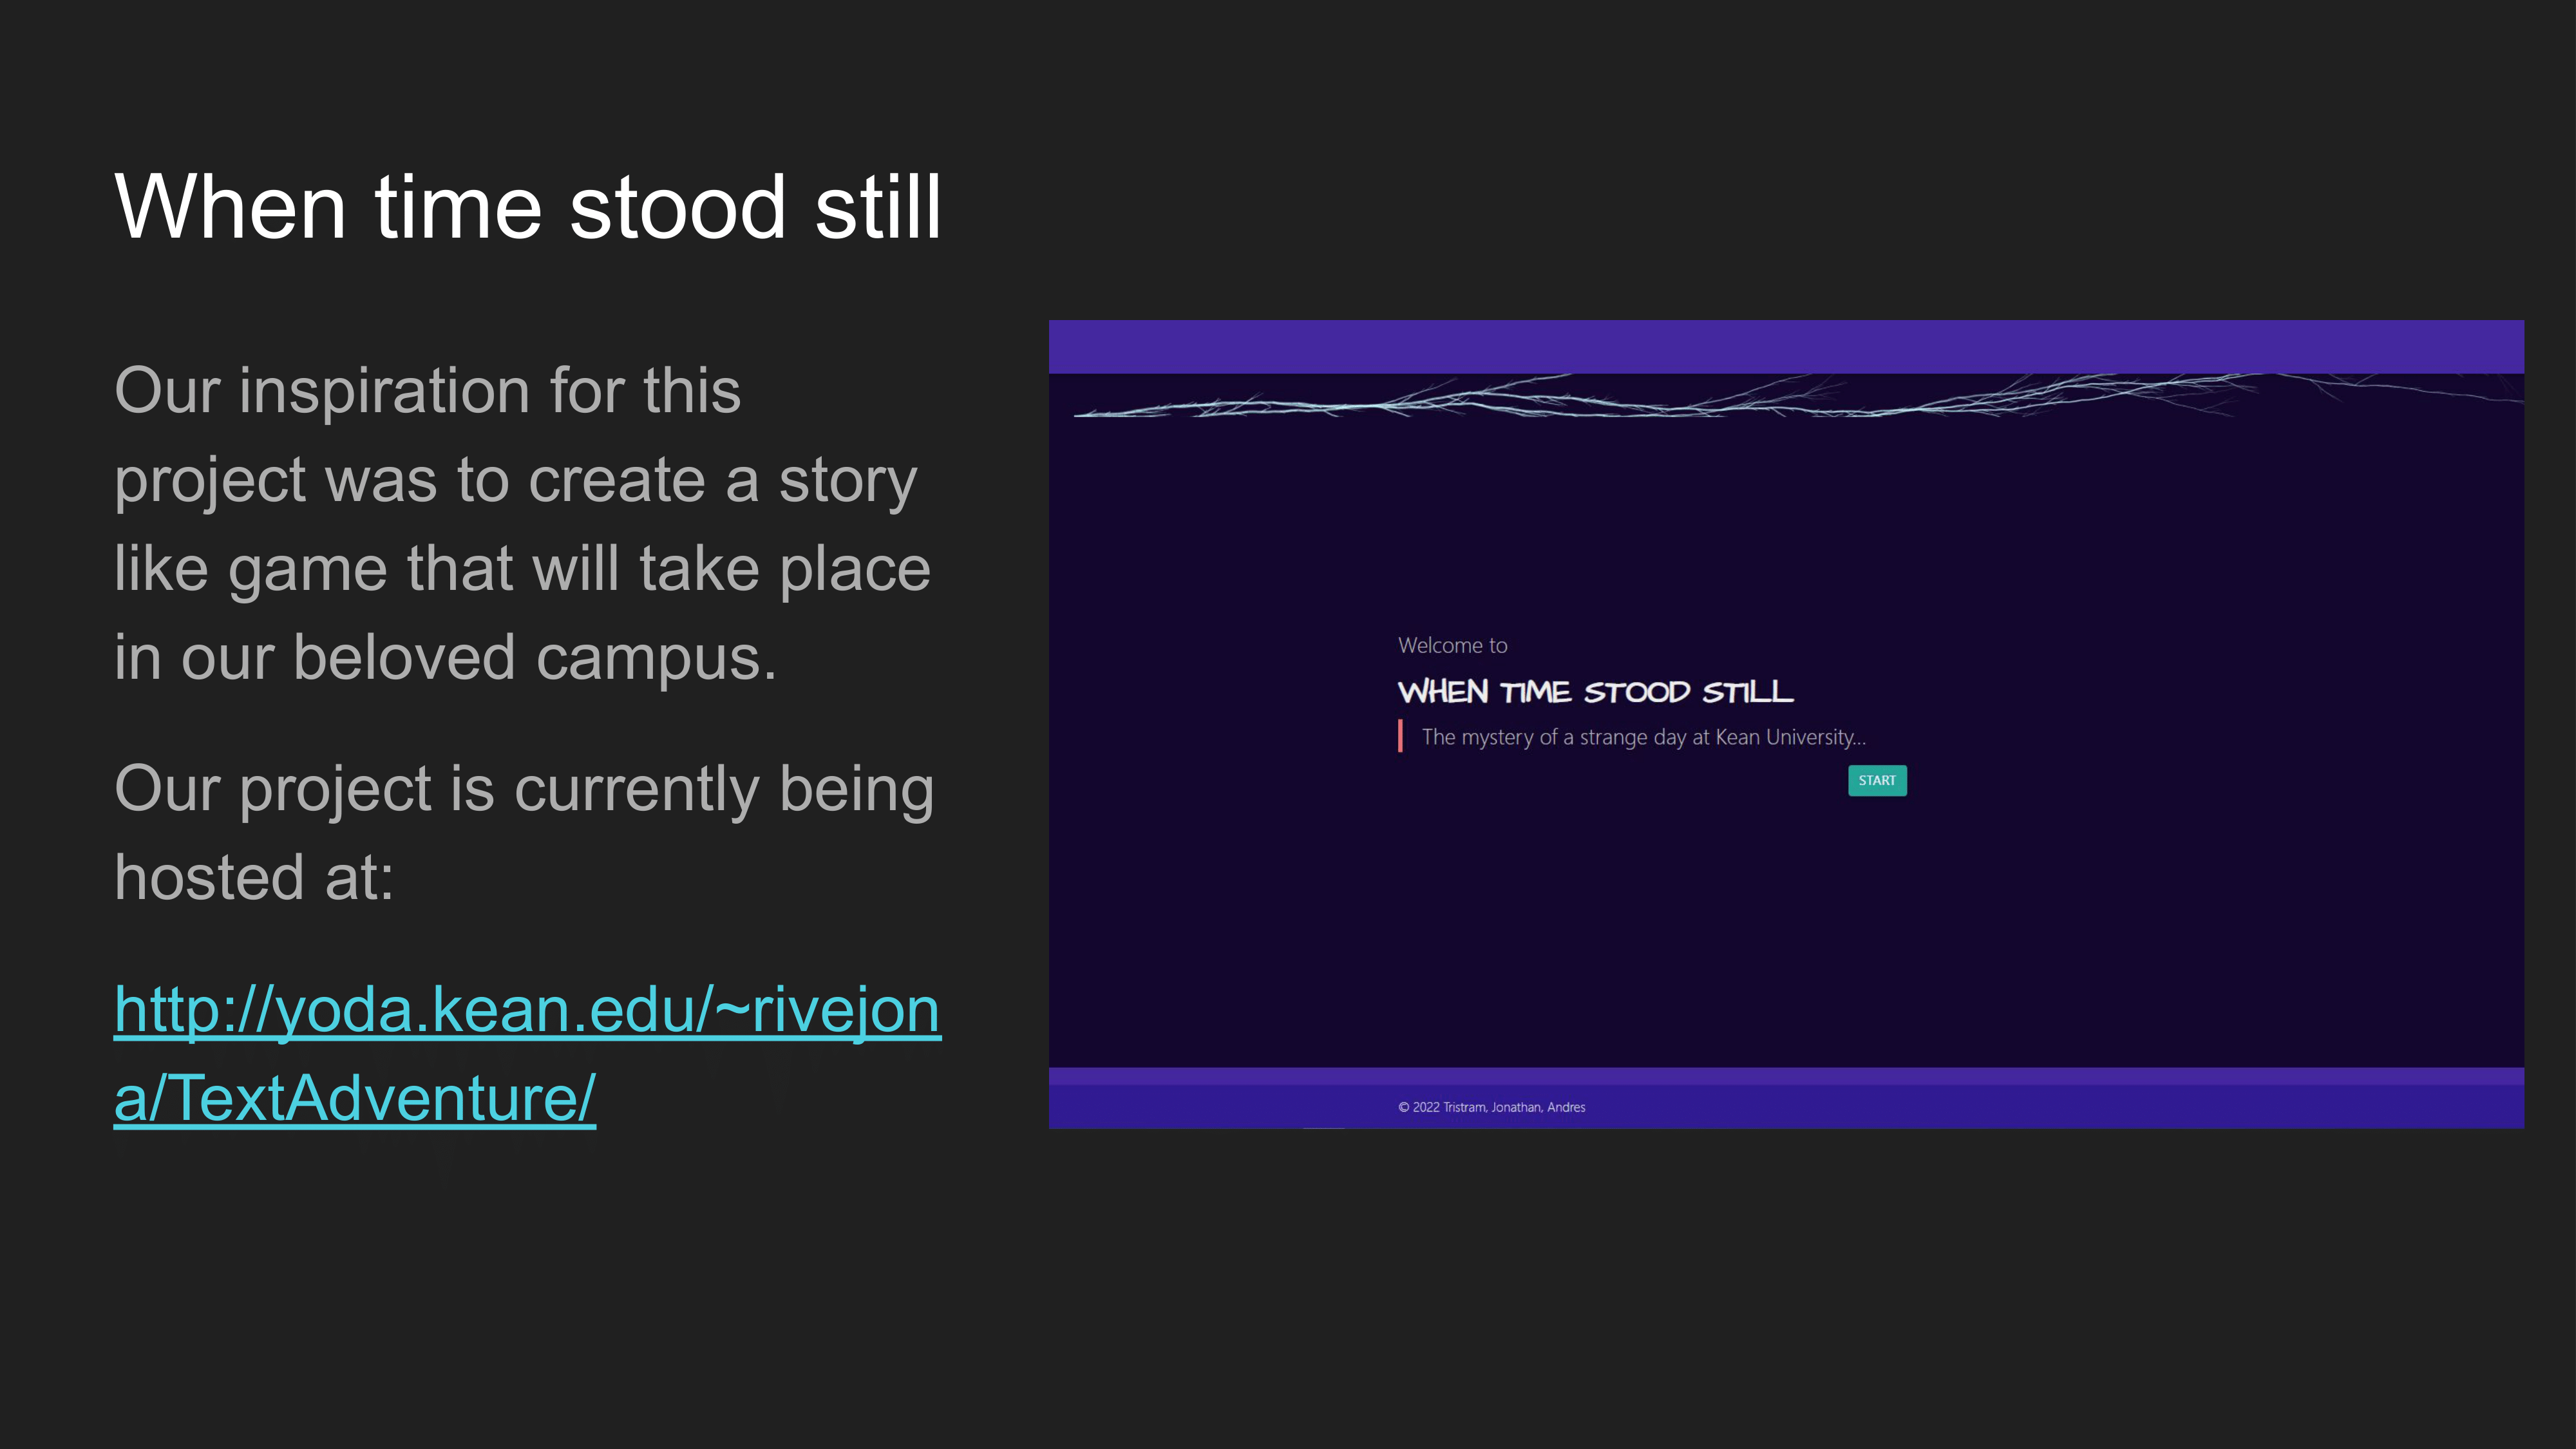 When time stood still
Our inspiration for this
project was to create a story
like game that will take place
in our beloved campus.
Our project is currently being
hosted at:
http://yoda.kean.edu/~rivejon
a/TextAdventure/
Welcome to
WHEN TIME STOOD STILL
The mystery of a strange day at Kean University...
START
© 2022 Tristram, Jonathan, Andres